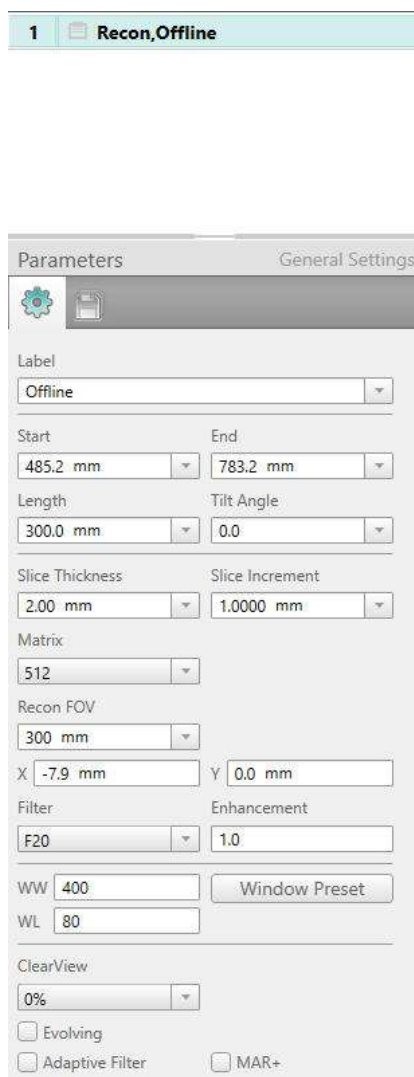 1 Recon,Offline
Parameters General Settings
Label
Offline
Start End
485.2 mm 783.2 mm
Length Tilt Angle
300.0 mm 0.0
Slice Thickness Slice Increment
2.00 mm 1.0000 mm
Matrix
512
Recon FOV
300 mm
X -7.9 mm Y 0.0 mm
Filter Enhancement
F20 1.0
WW 400 Window Preset
WL 80
ClearView
0%
Evolving
Adaptive Filter MAR+